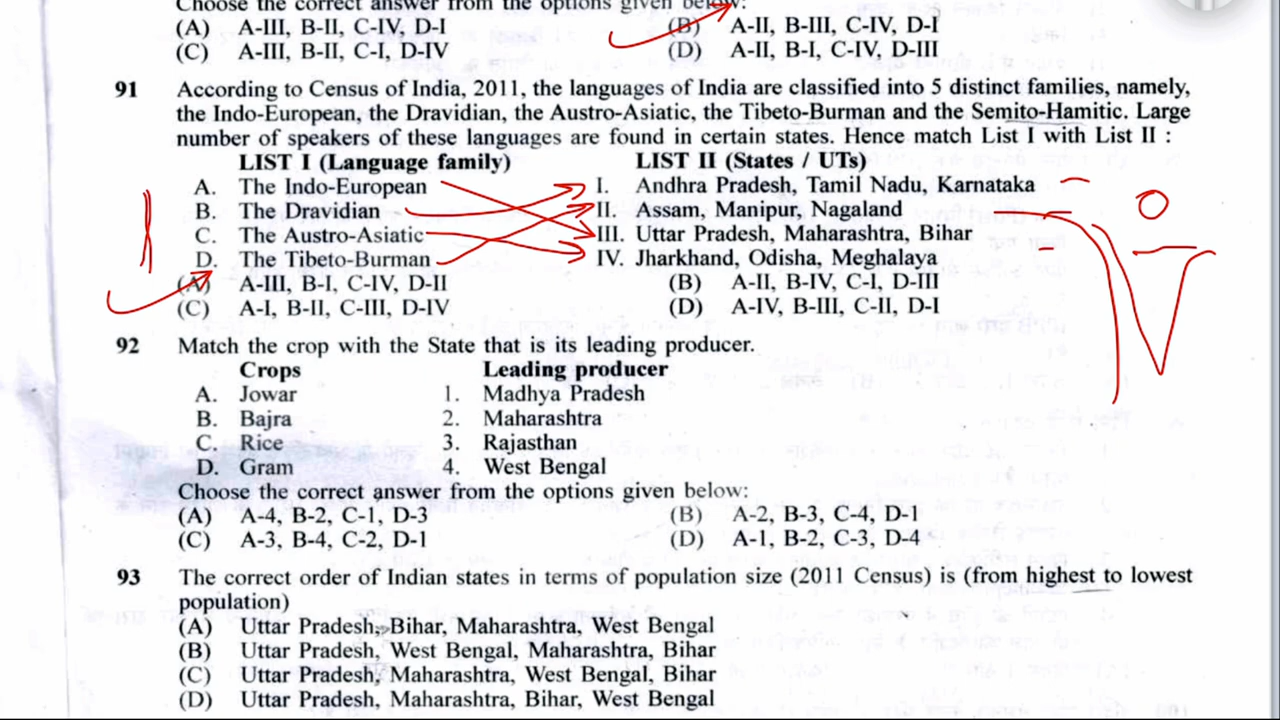 Choose the correct answer from the options given below:
(A) A-III, B-II, C-IV, D-I (B) A-II, B-III, C-IV, D-I
(C) A-III, B-II, C-I, D-IV (D) A-II, B-I, C-IV, D-III
91 According to Census of India, 2011, the languages of India are classified into 5 distinct families, namely,
the Indo-European, the Dravidian, the Austro-Asiatic, the Tibeto-Burman and the Semito-Hamitic. Large
number of speakers of these languages are found in certain states. Hence match List I with List II :
LIST I (Language family) LIST II (States / UTs)
A. The Indo-European I. Andhra Pradesh, Tamil Nadu, Karnataka
B. The Dravidian II. Assam, Manipur, Nagaland
C. The Austro-Asiatic III. Uttar Pradesh, Maharashtra, Bihar
D. The Tibeto-Burman IV. Jharkhand, Odisha, Meghalaya
(A) A-III, B-I, C-IV, D-II (B) A-II, B-IV, C-I, D-III
(C) A-I, B-II, C-III, D-IV (D) A-IV, B-III, C-II, D-I
92 Match the crop with the State that is its leading producer.
Crops Leading producer
A. Jowar 1. Madhya Pradesh
B. Bajra 2. Maharashtra
C. Rice 3. Rajasthan
D. Gram 4. West Bengal
Choose the correct answer from the options given below:
(A) A-4, B-2, C-1, D-3 (B) A-2, B-3, C-4, D-1
(C) A-3, B-4, C-2, D-1 (D) A-1, B-2, C-3, D-4
93 The correct order of Indian states in terms of population size (2011 Census) is (from highest to lowest
population)
(A) Uttar Pradesh, Bihar, Maharashtra, West Bengal
(B) Uttar Pradesh, West Bengal, Maharashtra, Bihar
(C) Uttar Pradesh, Maharashtra, West Bengal, Bihar
(D) Uttar Pradesh, Maharashtra, Bihar, West Bengal